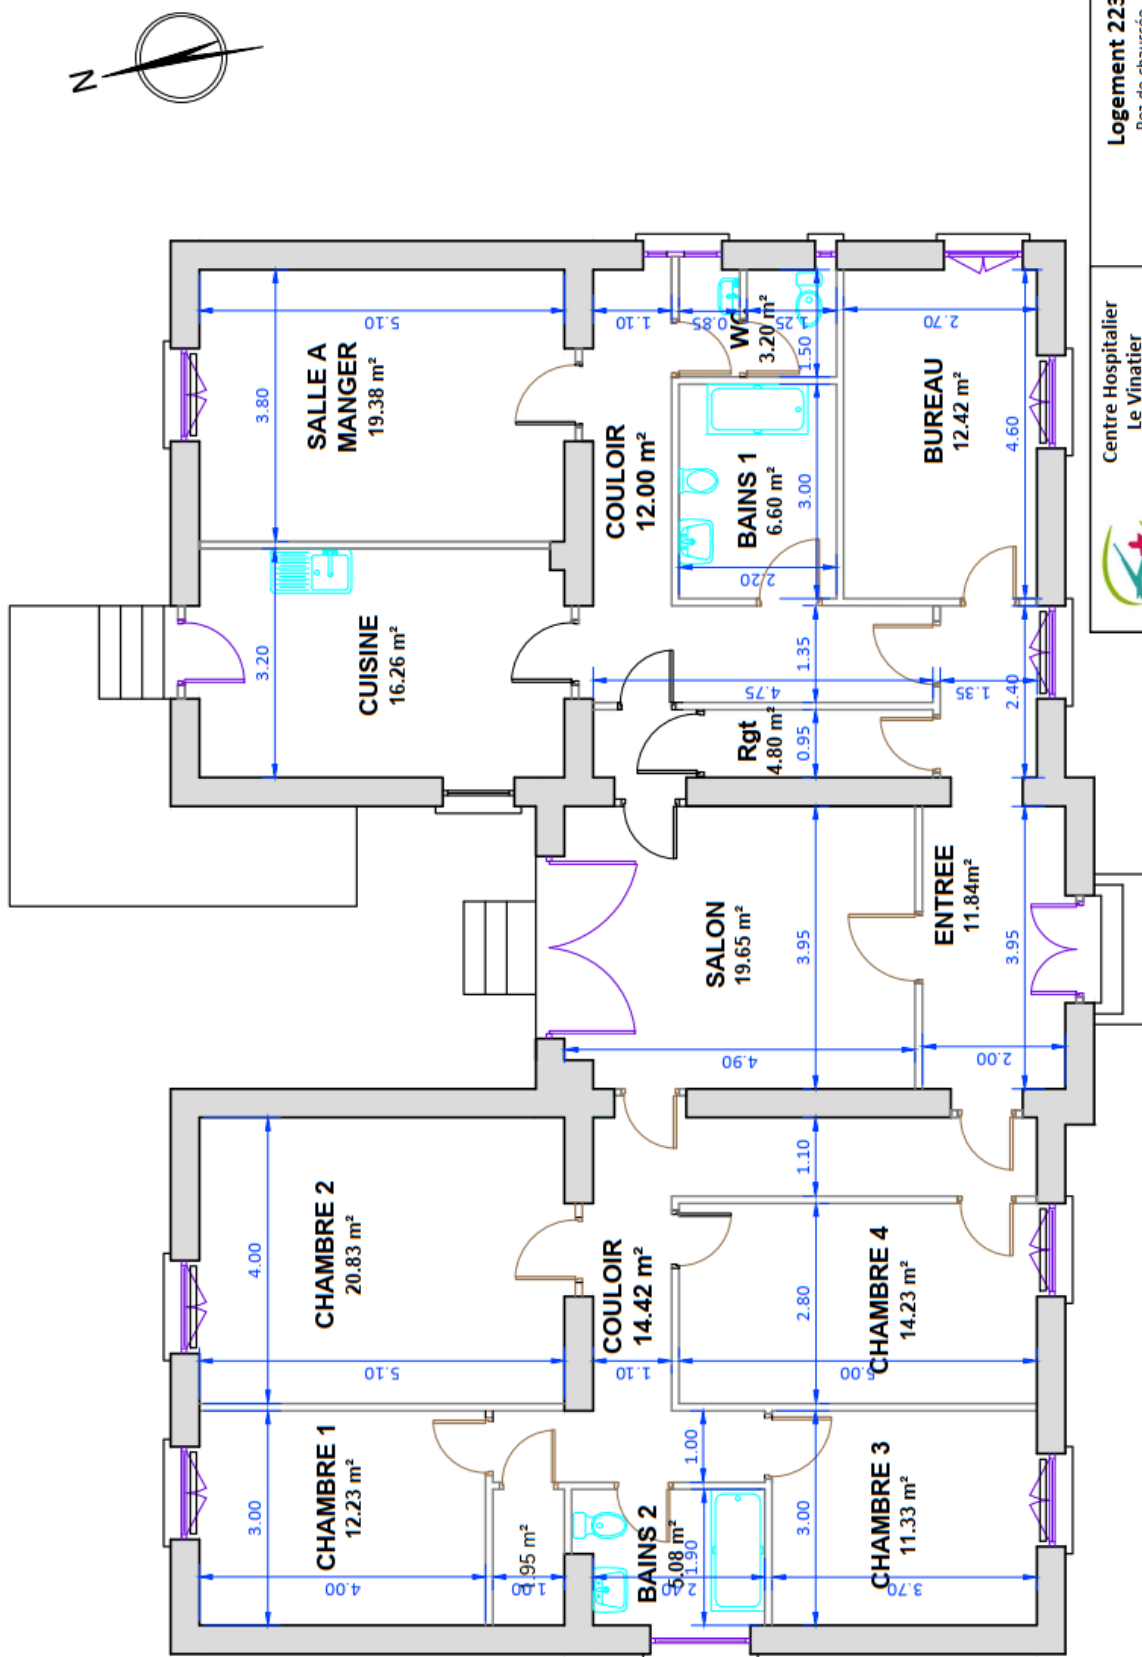 N
Logement 223
Rez de chaussée
Centre Hospitalier
Le Vinatier
SALLE A
MANGER
19.38 m²
5.10
3.80
CUISINE
16.26 m²
3.20
COULOIR
12.00 m²
1.10
0.85
1.25
WC
3.20 m²
1.50
BAINS 1
6.60 m²
3.00
2.20
BUREAU
12.42 m²
2.70
4.60
1.35
4.75
1.35
2.40
Rgt
4.80 m²
0.95
SALON
19.65 m²
3.95
4.90
ENTREE
11.84m²
3.95
2.00
CHAMBRE 2
20.83 m²
4.00
5.10
COULOIR
14.42 m²
1.10
1.10
CHAMBRE 4
14.23 m²
2.80
5.00
CHAMBRE 1
12.23 m²
3.00
4.00
.95 m²
1.00
1.00
BAINS 2
5.08 m²
1.90
2.40
CHAMBRE 3
11.33 m²
3.00
3.70